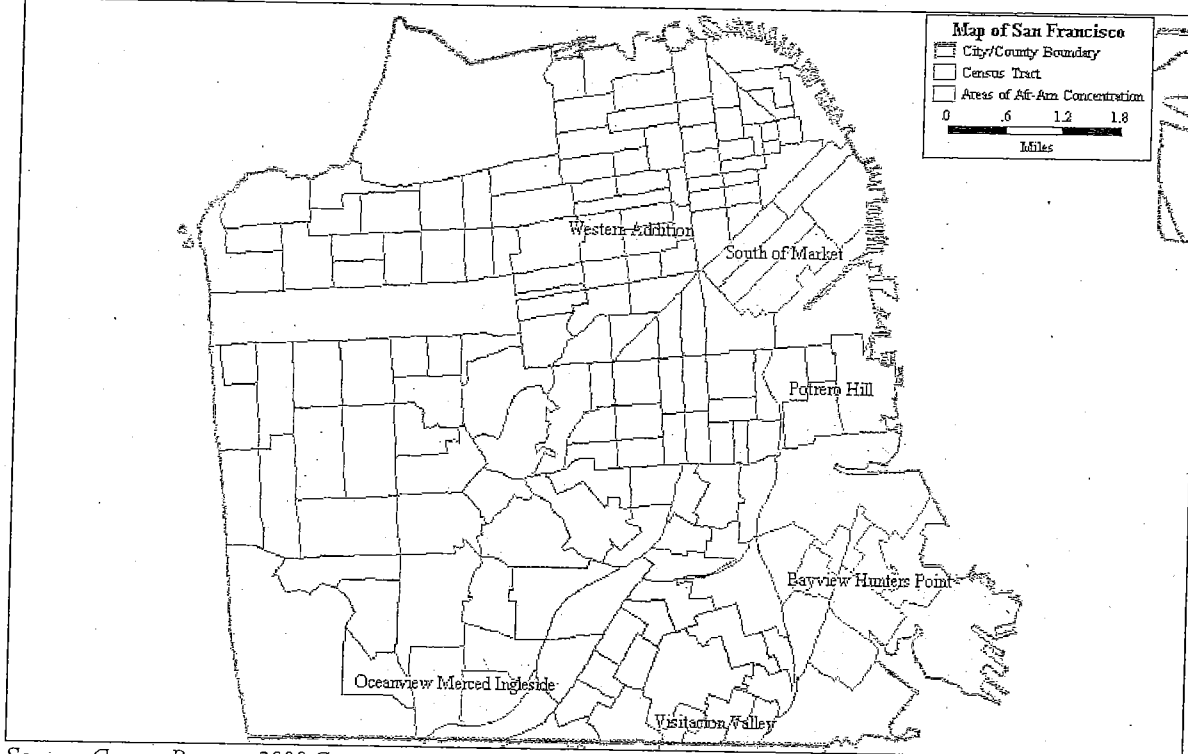 Map of San Francisco
City/County Boundary
Census Tract
Areas of Afr-Am Concentration
0 .6 1.2 1.8
Miles
Western Addition
South of Market
Potrero Hill
Bayview Hunters Point
Oceanview Merced Ingleside
Visitacion Valley